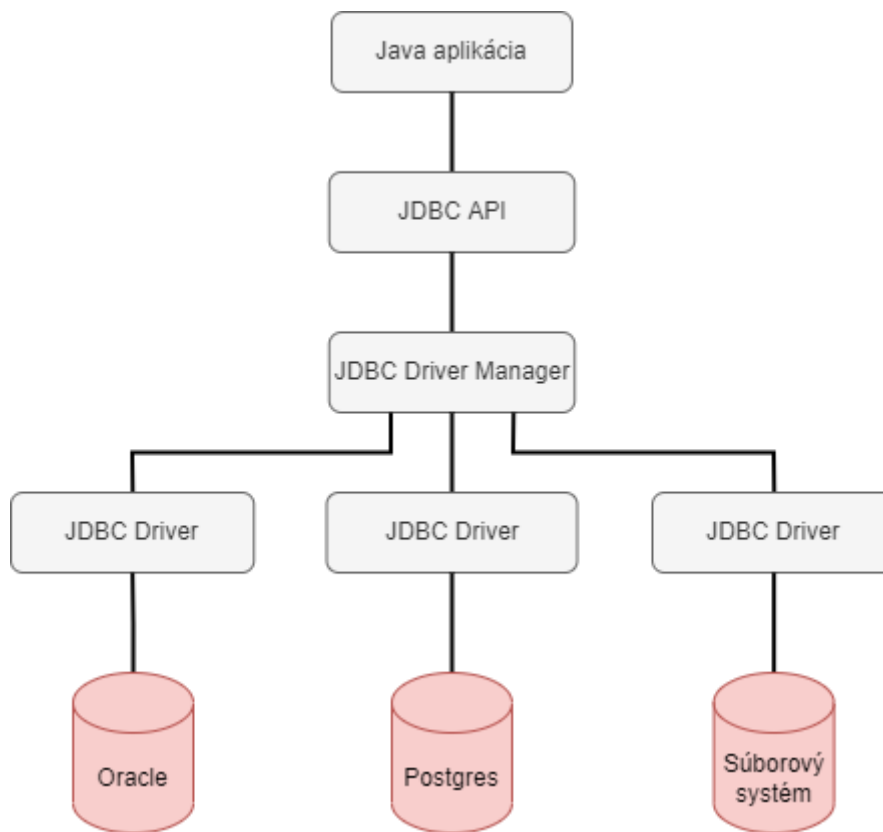 Java aplikácia
JDBC API
JDBC Driver Manager
JDBC Driver
JDBC Driver
JDBC Driver
Oracle
Postgres
Súborový
systém